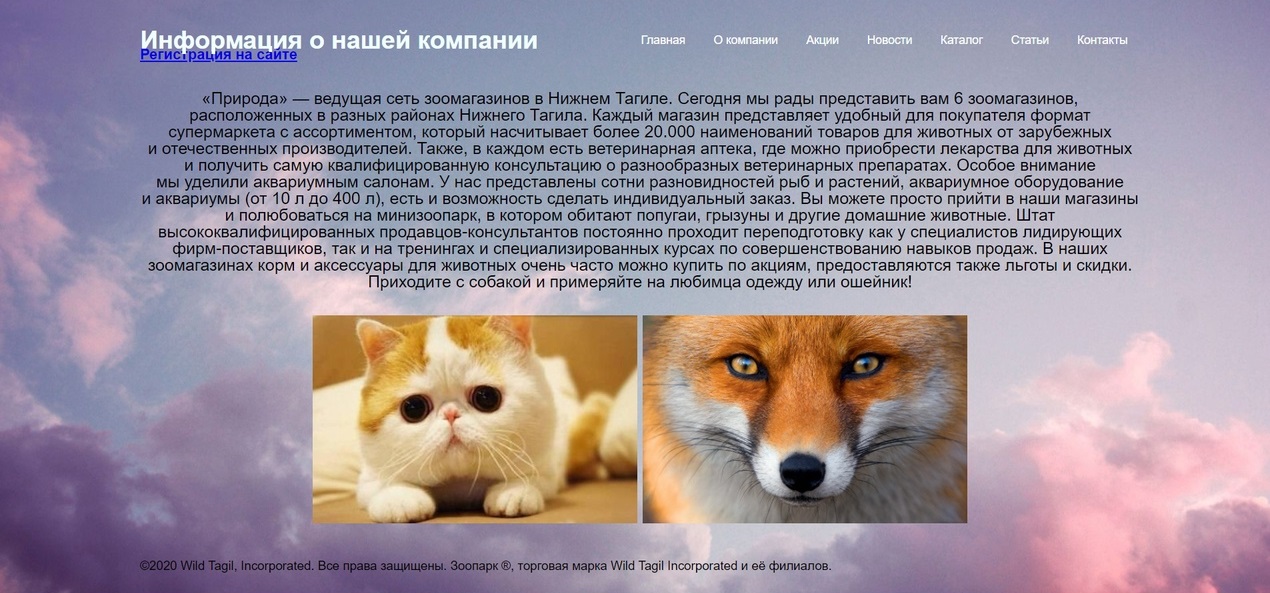 Информация о нашей компании
Регистрация на сайте
Главная О компании Акции Новости Каталог Статьи Контакты
«Природа» — ведущая сеть зоомагазинов в Нижнем Тагиле. Сегодня мы рады представить вам 6 зоомагазинов,
расположенных в разных районах Нижнего Тагила. Каждый магазин представляет удобный для покупателя формат
супермаркета с ассортиментом, который насчитывает более 20.000 наименований товаров для животных от зарубежных
и отечественных производителей. Также, в каждом есть ветеринарная аптека, где можно приобрести лекарства для животных
и получить самую квалифицированную консультацию о разнообразных ветеринарных препаратах. Особое внимание
мы уделили аквариумным салонам. У нас представлены сотни разновидностей рыб и растений, аквариумное оборудование
и аквариумы (от 10 л до 400 л), есть и возможность сделать индивидуальный заказ. Вы можете просто прийти в наши магазины
и полюбоваться на минизоопарк, в котором обитают попугаи, грызуны и другие домашние животные. Штат
высококвалифицированных продавцов-консультантов постоянно проходит переподготовку как у специалистов лидирующих
фирм-поставщиков, так и на тренингах и специализированных курсах по совершенствованию навыков продаж. В наших
зоомагазинах корм и аксессуары для животных очень часто можно купить по акциям, предоставляются также льготы и скидки.
Приходите с собакой и примеряйте на любимца одежду или ошейник!
©2020 Wild Tagil, Incorporated. Все права защищены. Зоопарк ®, торговая марка Wild Tagil Incorporated и её филиалов.